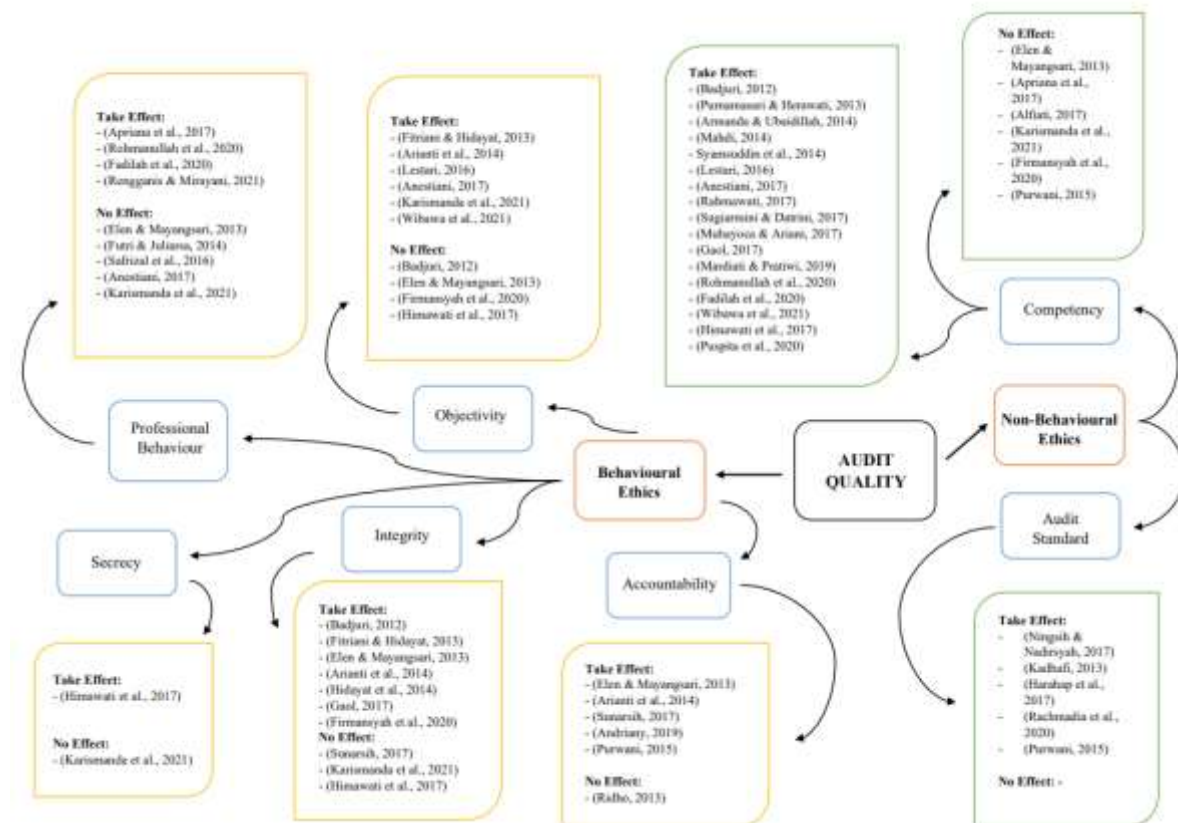 Take Effect:
- (Apriana et al., 2017)
- (Rohmanullah et al., 2020)
- (Fadilah et al., 2020)
- (Rengganis & Mirayani, 2021)
No Effect:
- (Elen & Mayangsari, 2013)
- (Futri & Juliarsa, 2014)
- (Safrizal et al., 2016)
- (Anestiani, 2017)
- (Karismanda et al., 2021)
Take Effect:
- (Fitriani & Hidayat, 2013)
- (Arianti et al., 2014)
- (Lestari, 2016)
- (Anestiani, 2017)
- (Karismanda et al., 2021)
- (Wibawa et al., 2021)
No Effect:
- (Badjuri, 2012)
- (Elen & Mayangsari, 2013)
- (Firmansyah et al., 2020)
- (Himawati et al., 2017)
Take Effect:
- (Badjuri, 2012)
- (Purnamasari & Herawati, 2013)
- (Armanda & Ubaidillah, 2014)
- (Mahdi, 2014)
- Syamsuddin et al., 2014)
- (Lestari, 2016)
- (Anestiani, 2017)
- (Rahmawati, 2017)
- (Sugiarmini & Datrini, 2017)
- ( & Ariani, 2017)
- (Gaol, 2017)
- (Mardiati & Pratiwi, 2019)
- (Rohmanullah et al., 2020)
- (Fadilah et al., 2020)
- (Wibawa et al., 2021)
- (Himawati et al., 2017)
- (Puspita et al., 2020)
No Effect:
- (Elen &
Mayangsari, 2013)
- (Apriana et al.,
2017)
- (Alfiati, 2017)
- (Karismanda et al.,
2021)
- (Firmansyah et al.,
2020)
- (Purwani, 2015)
Competency
Professional
Behaviour
Objectivity
Behavioural
Ethics
AUDIT
QUALITY
Non-Behavioural
Ethics
Secrecy
Integrity
Accountability
Audit
Standard
Take Effect:
- (Himawati et al., 2017)
No Effect:
- (Karismanda et al., 2021)
Take Effect:
- (Badjuri, 2012)
- (Fitriani & Hidayat, 2013)
- (Elen & Mayangsari, 2013)
- (Arianti et al., 2014)
- (Hidayat et al., 2014)
- (Gaol, 2017)
- (Firmansyah et al., 2020)
No Effect:
- (Sunarsih, 2017)
- (Karismanda et al., 2021)
- (Himawati et al., 2017)
Take Effect:
- (Elen & Mayangsari, 2013)
- (Arianti et al., 2014)
- (Sunarsih, 2017)
- (Andriany, 2019)
- (Purwani, 2015)
No Effect:
- (Ridho, 2013)
Take Effect:
- (Ningsih &
Nadirsyah, 2017)
- (Kadhafi, 2013)
- (Harahap et al.,
2017)
- (Rachmadia et al.,
2020)
- (Purwani, 2015)
No Effect: -